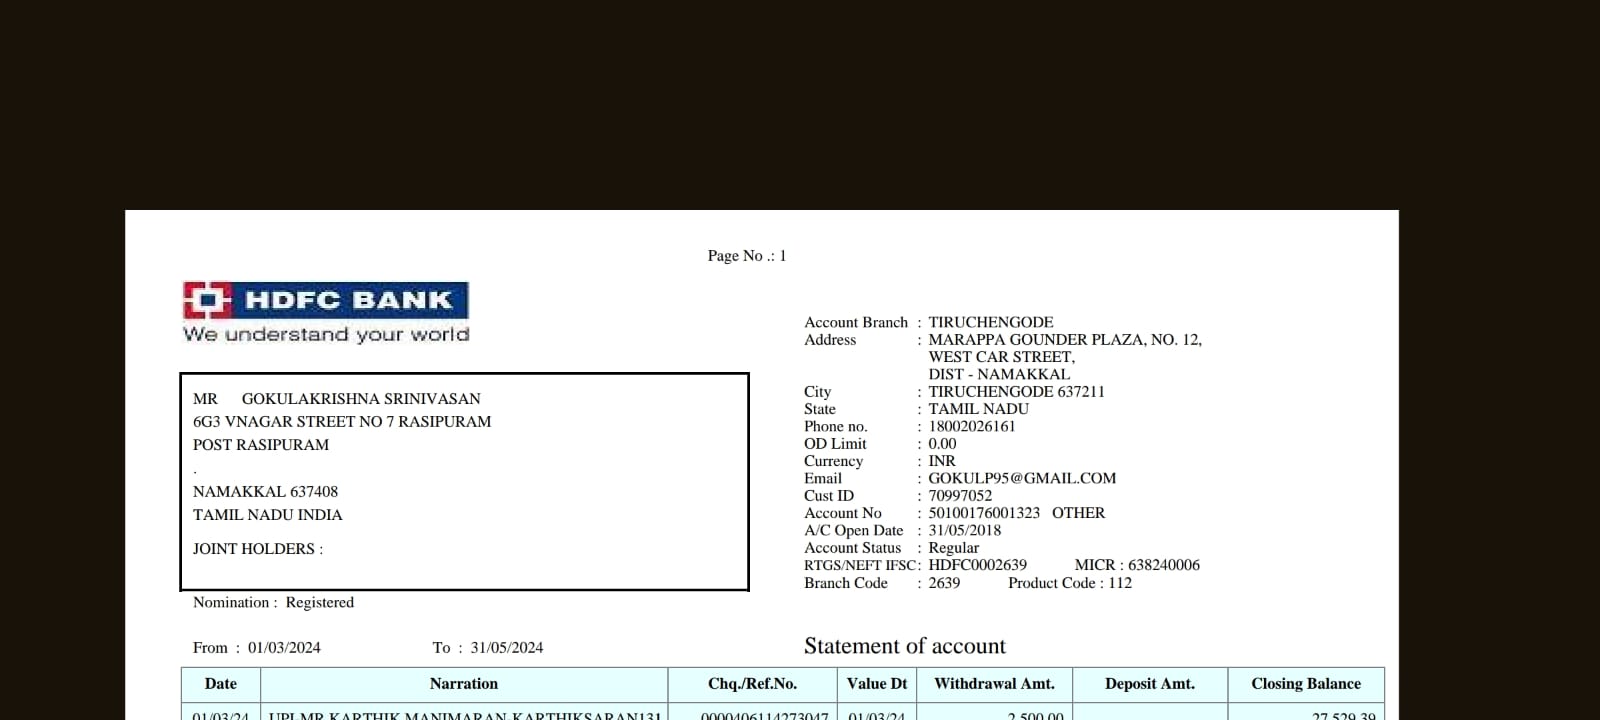 Page No .: 1
HDFC BANK
We understand your world
MR GOKULAKRISHNA SRINIVASAN
6G3 VNAGAR STREET NO 7 RASIPURAM
POST RASIPURAM
.
NAMAKKAL 637408
TAMIL NADU INDIA
JOINT HOLDERS :
Nomination : Registered
From : 01/03/2024 To : 31/05/2024
Account Branch : TIRUCHENGODE
Address : MARAPPA GOUNDER PLAZA, NO. 12,
WEST CAR STREET,
DIST - NAMAKKAL
City : TIRUCHENGODE 637211
State : TAMIL NADU
Phone no. : 18002026161
OD Limit : 0.00
Currency : INR
Email : GOKULP95@GMAIL.COM
Cust ID : 70997052
Account No : 50100176001323 OTHER
A/C Open Date : 31/05/2018
Account Status : Regular
RTGS/NEFT IFSC : HDFC0002639 MICR : 638240006
Branch Code : 2639 Product Code : 112
Statement of account
Date Narration Chq./Ref.No. Value Dt Withdrawal Amt. Deposit Amt. Closing Balance
01/03/24 UPI-MR KARTHIK MANIMARAN-KARTHIKSARAN131 0000406114273047 01/03/24 2,500.00 27,529.39